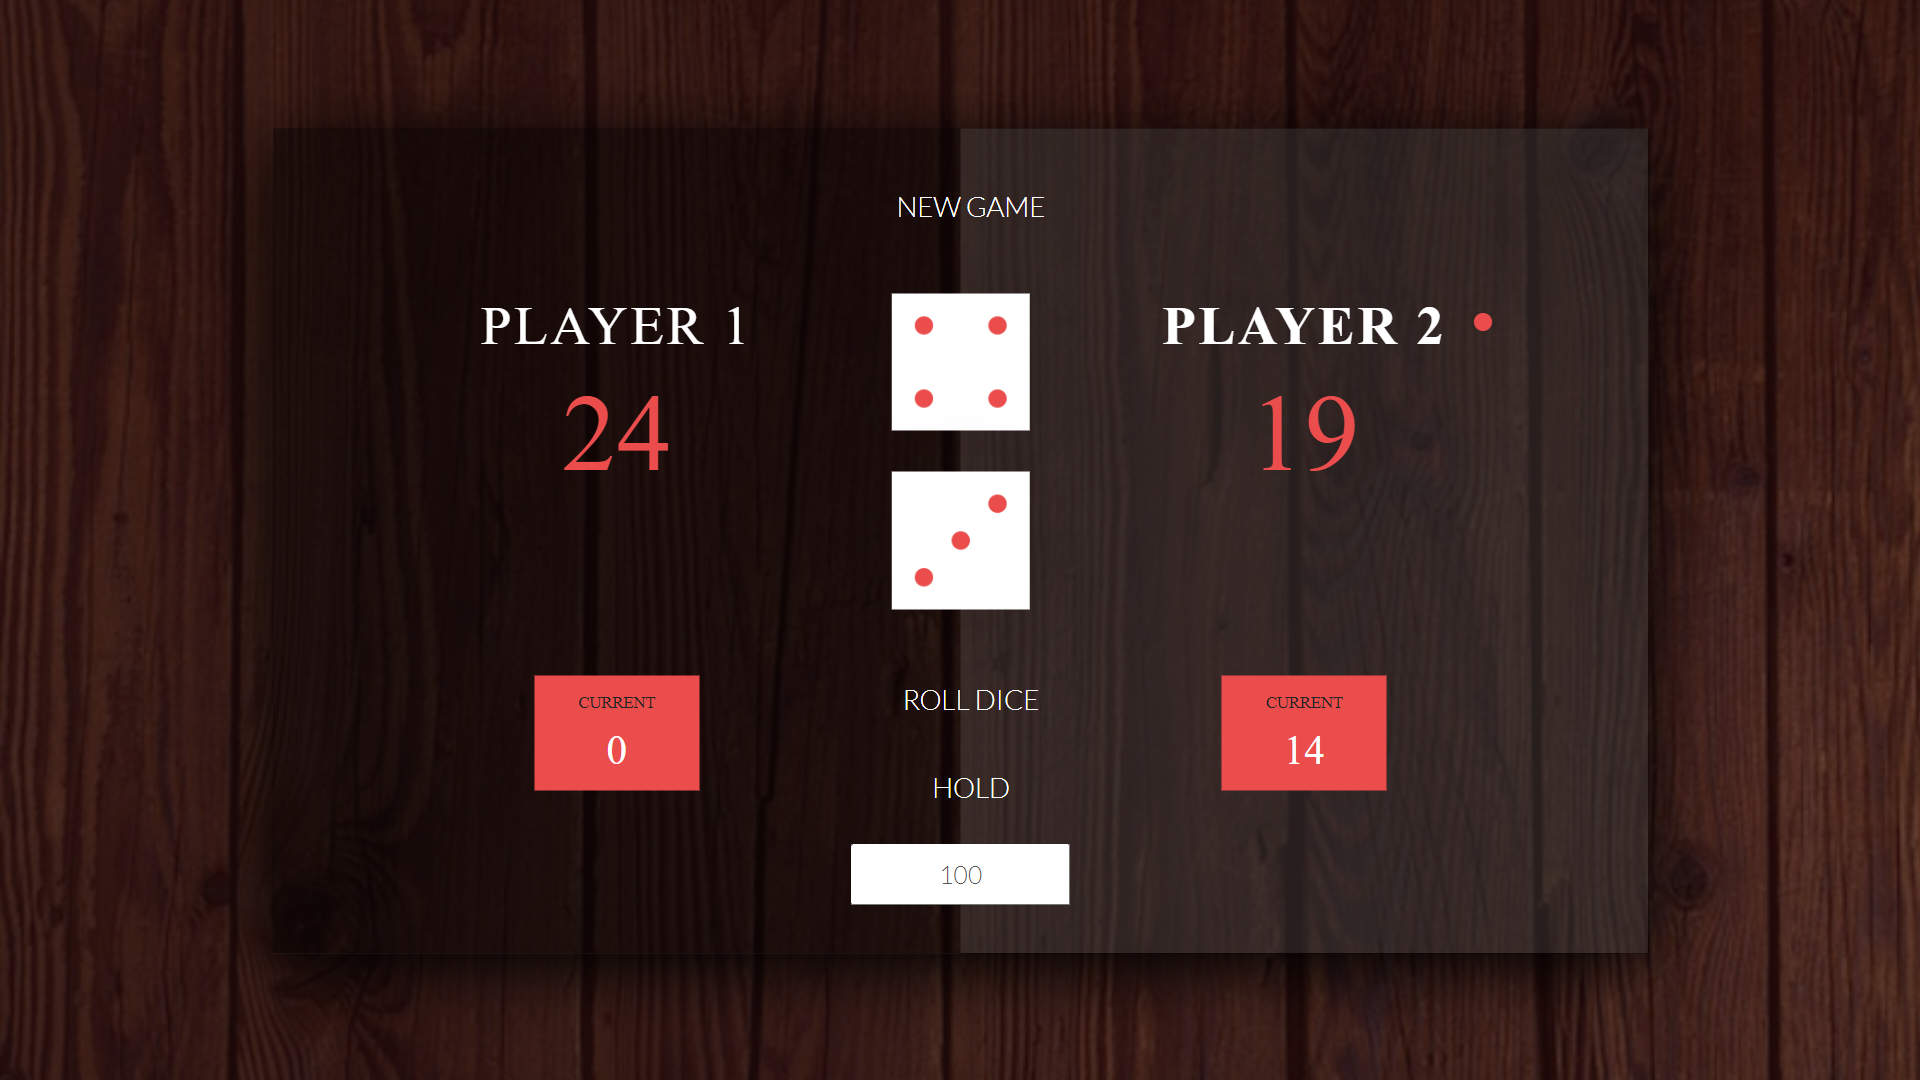 NEW GAME
PLAYER 1
24
PLAYER 2
19
CURRENT
0
ROLL DICE
HOLD
100
CURRENT
14